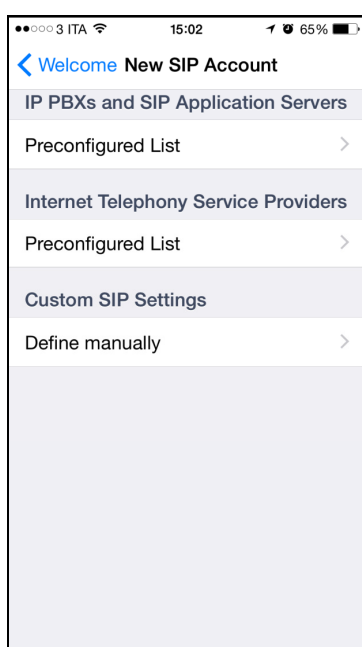 3 ITA 15:02 65%
Welcome New SIP Account
IP PBXs and SIP Application Servers
Preconfigured List
Internet Telephony Service Providers
Preconfigured List
Custom SIP Settings
Define manually